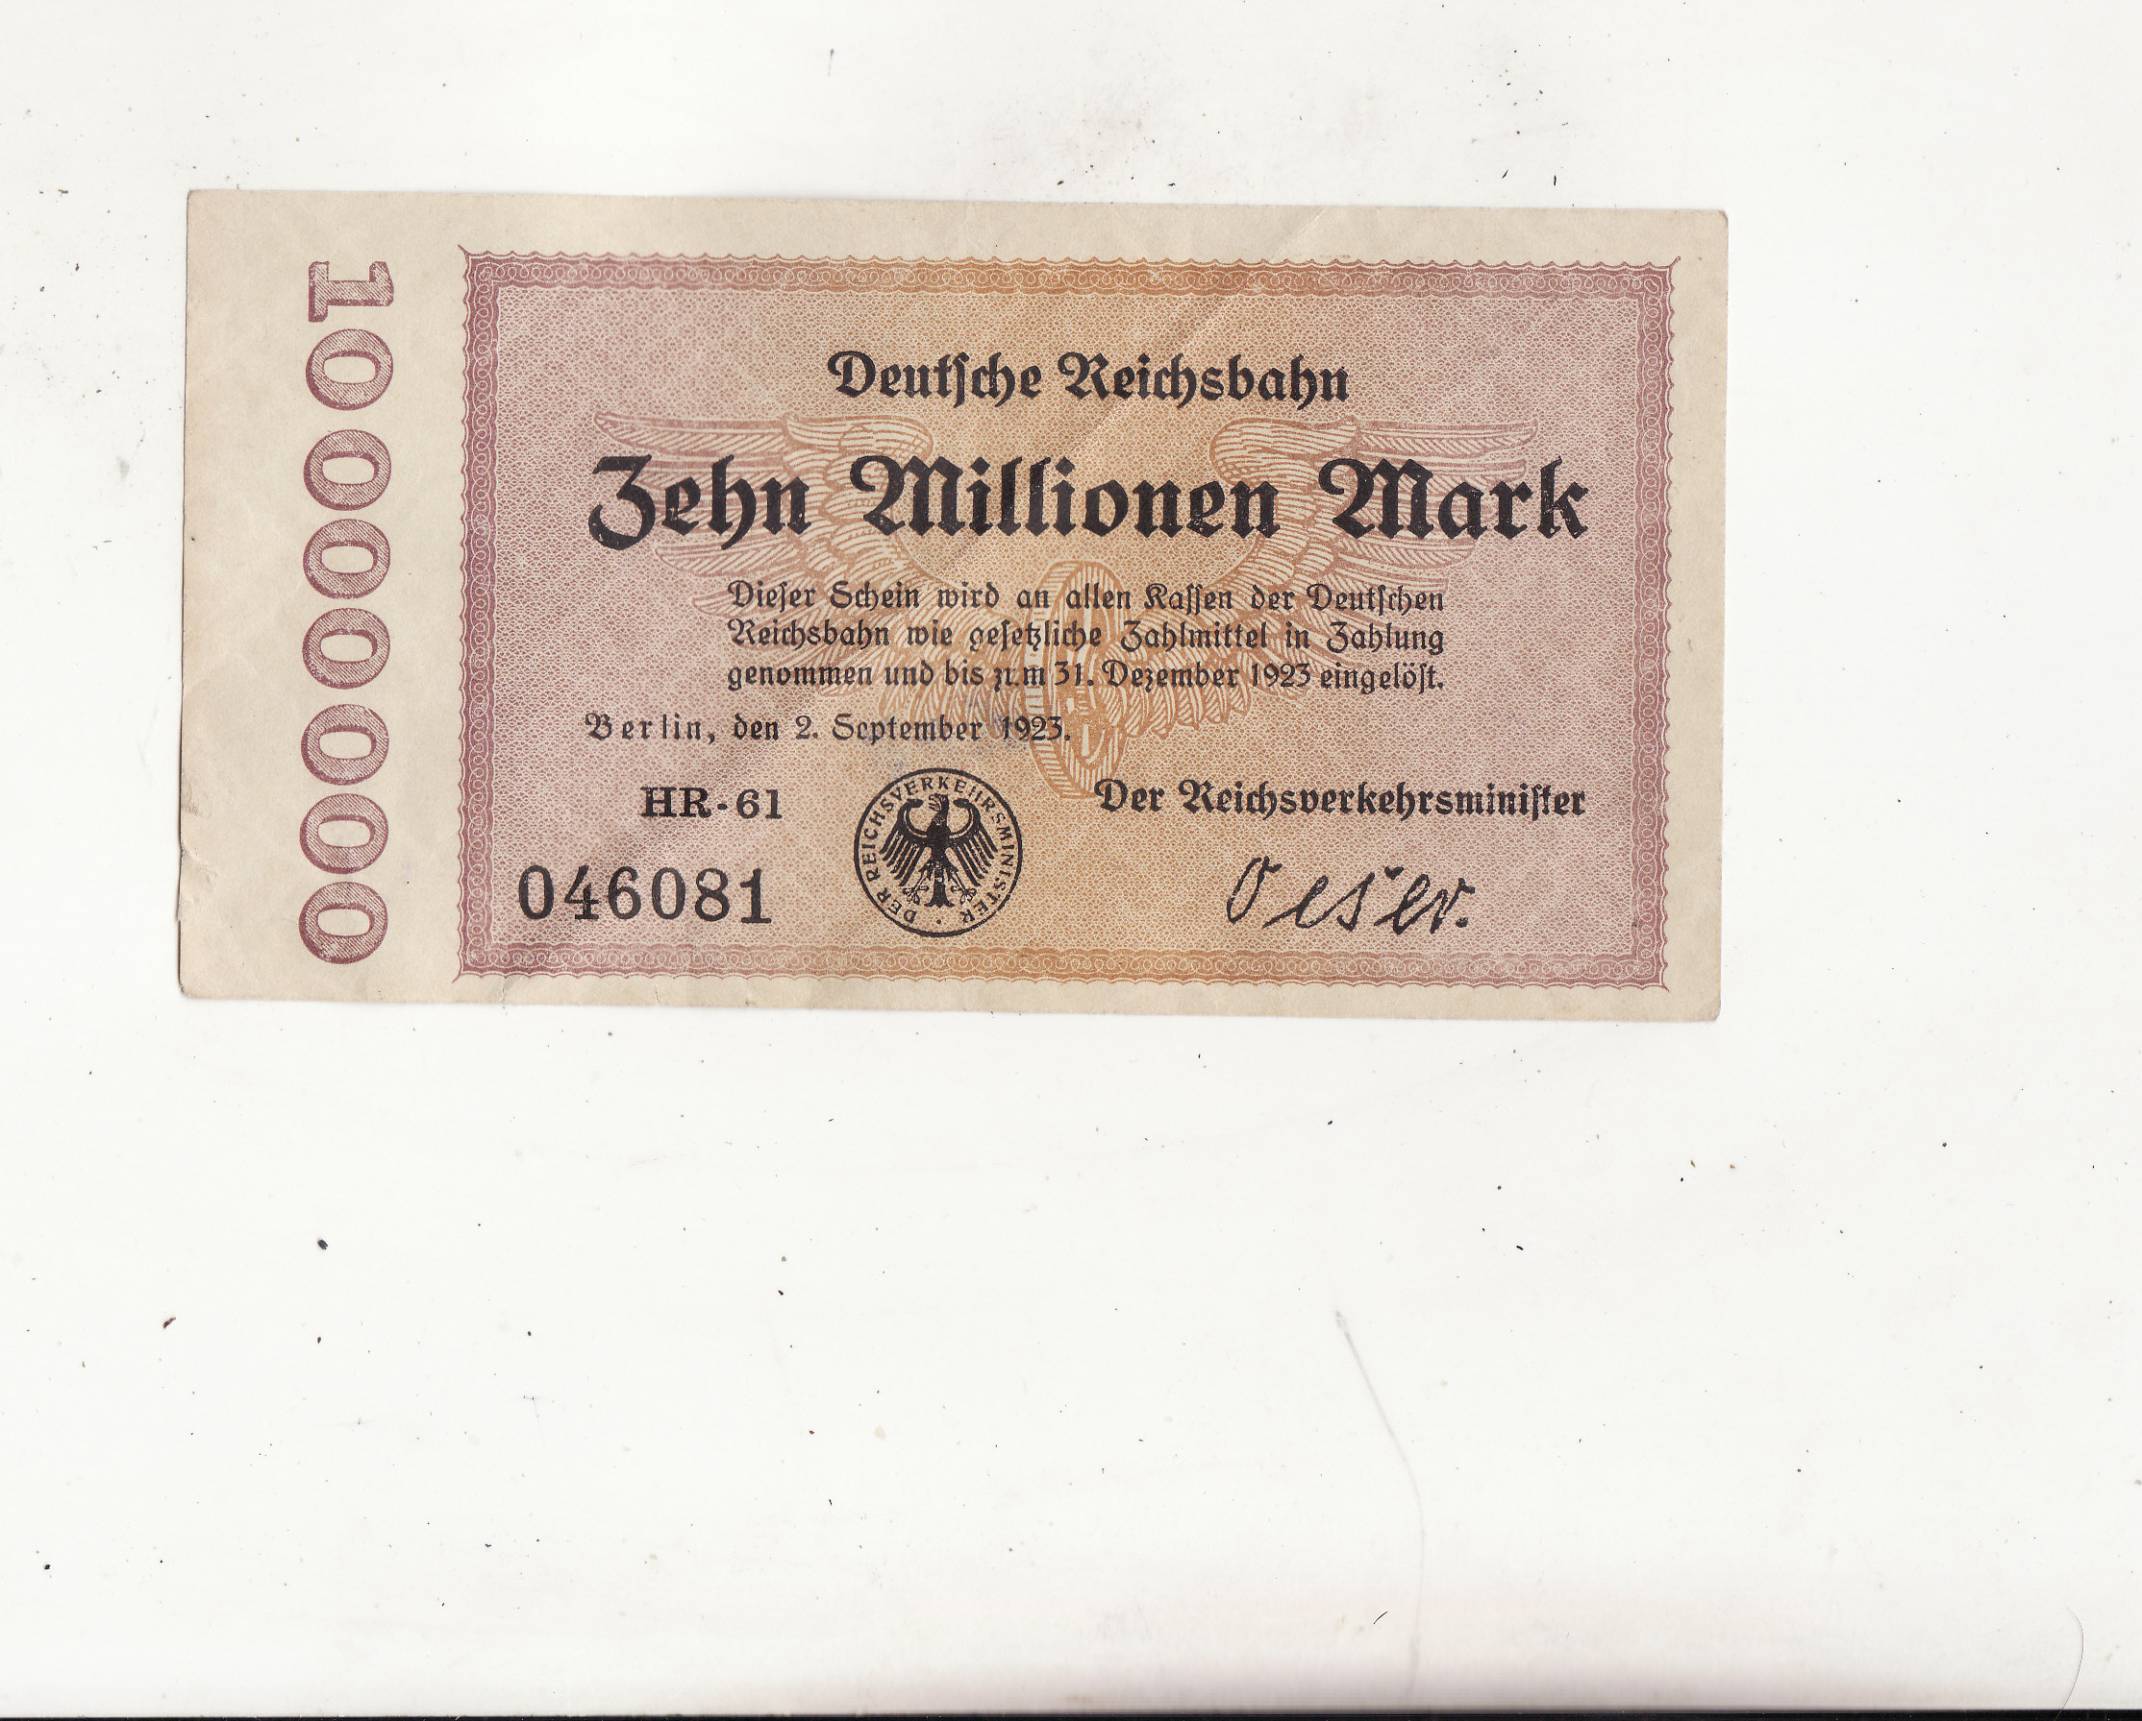 10000000
Deutsche Reichsbahn
Zehn Millionen Mark
Dieser Schein wird an allen Kassen der Deutschen
Reichsbahn wie gesetzliche Zahlmittel in Zahlung
genommen und bis zum 31. Dezember 1923 eingelöst.
Berlin, den 2. September 1923.
HR-61
046081
DER REICHSVERKEHRSMINISTER
Der Reichsverkehrsminister
Oeser.